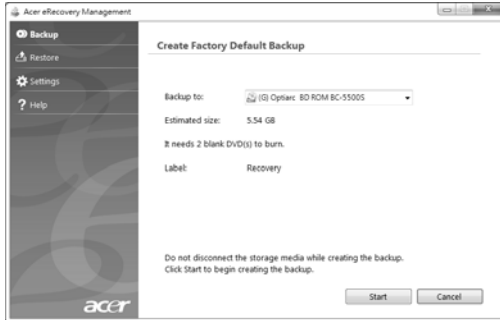 Acer eRecovery Management
Backup
Restore
Settings
Help
Create Factory Default Backup
Backup to: (G) Optiarc BD ROM BC-5500S
Estimated size: 5.54 GB
It needs 2 blank DVD(s) to burn.
Label: Recovery
Do not disconnect the storage media while creating the backup.
Click Start to begin creating the backup.
Start Cancel
acer